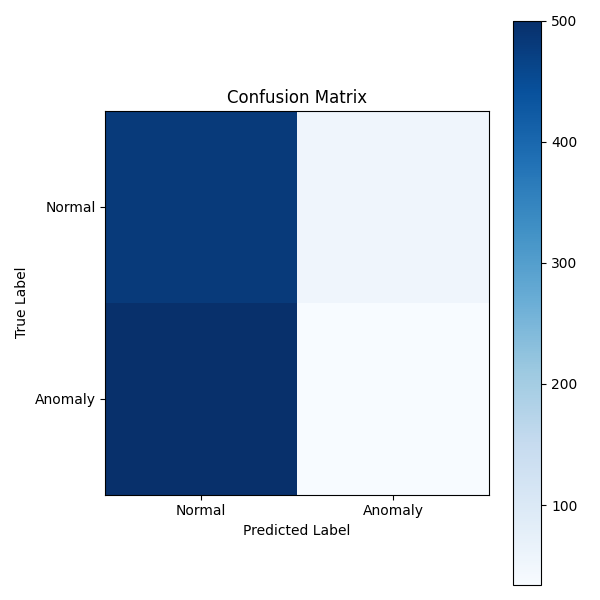 Confusion Matrix
500
400
300
200
100
Normal
Anomaly
True Label
Normal
Anomaly
Predicted Label